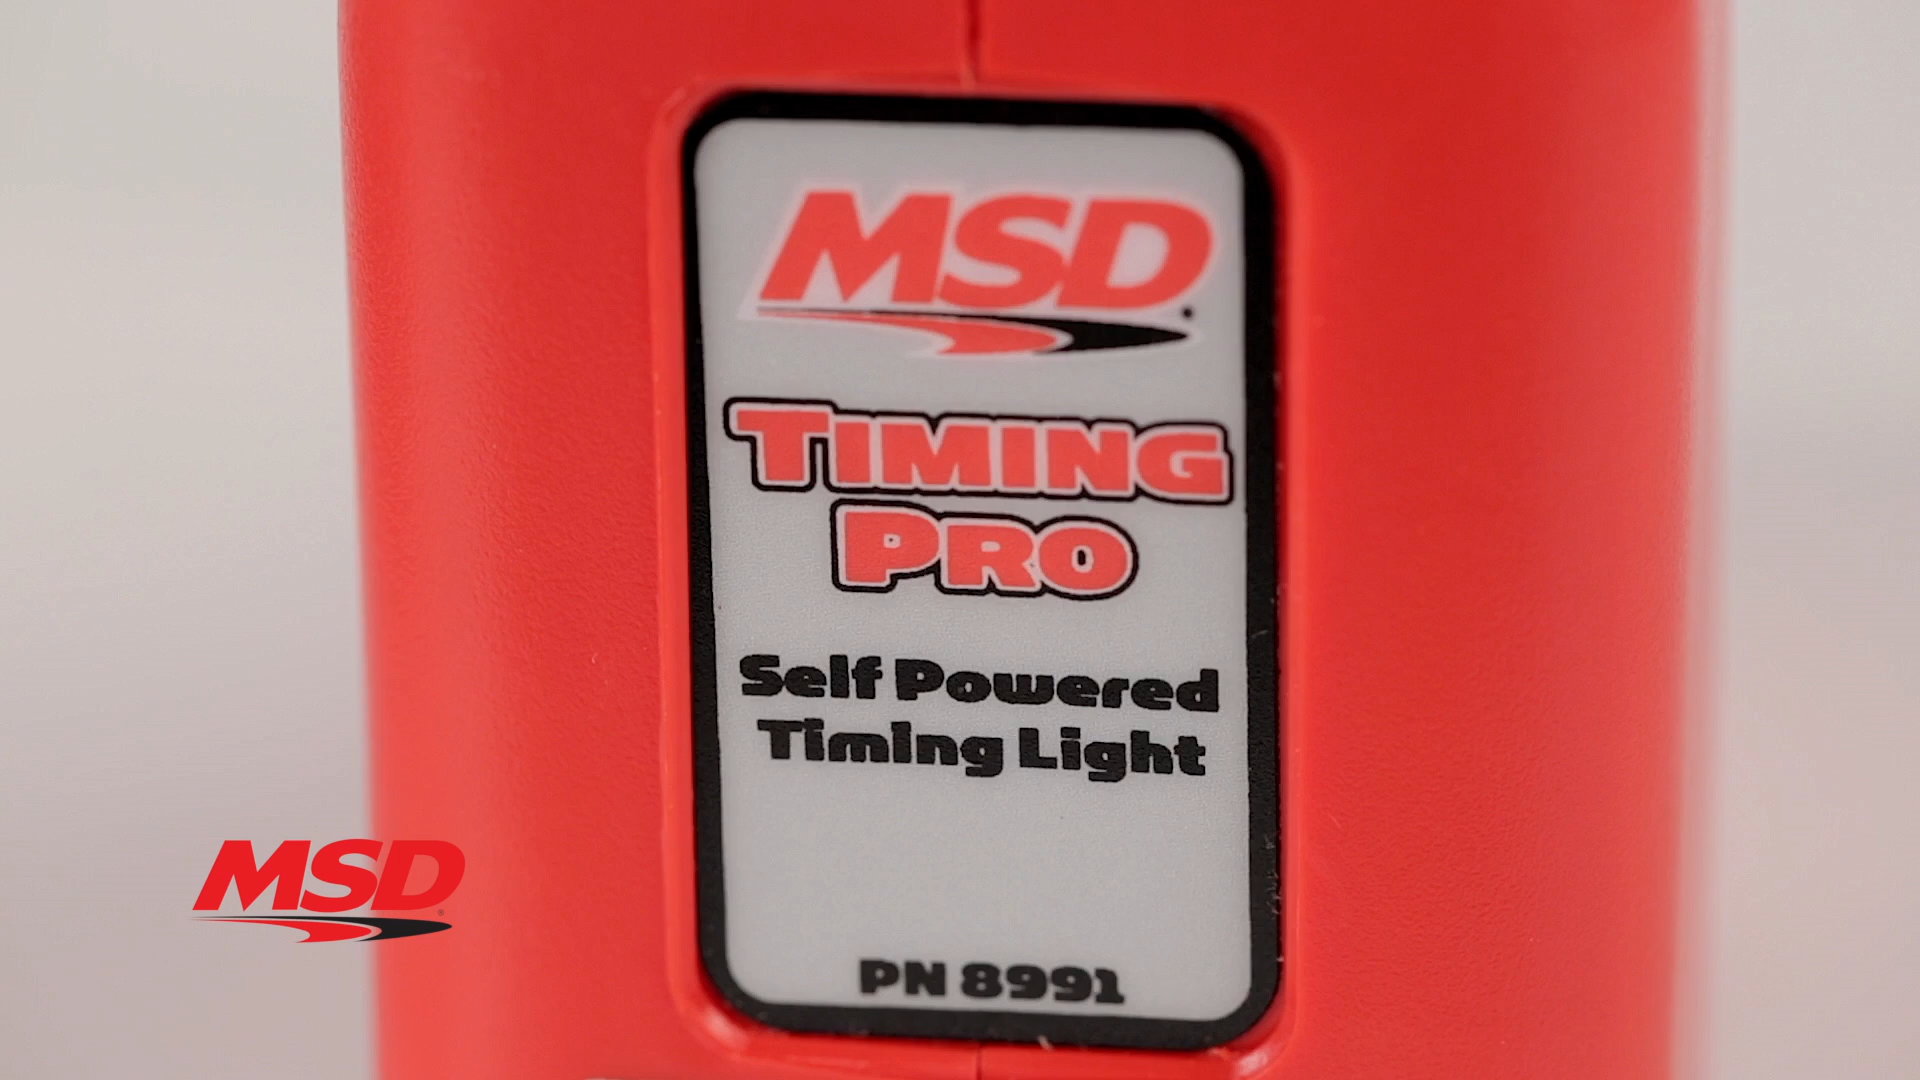 MSD
TIMING
PRO
Self Powered
Timing Light
PN 8991
MSD